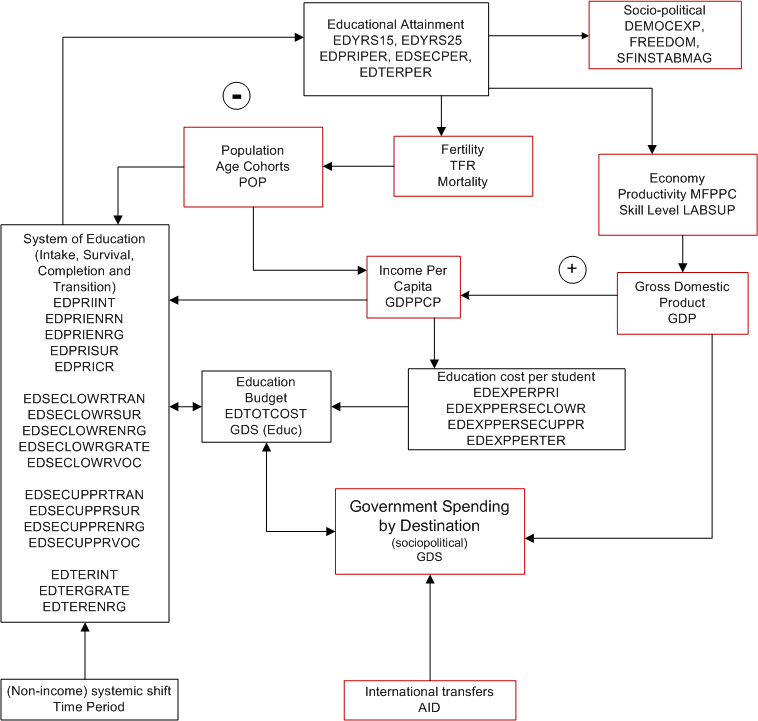 Educational Attainment
EDYRS15, EDYRS25
EDPRIPER, EDSECPER,
EDTERPER
Socio-political
DEMOCEXP,
FREEDOM,
SFINSTABMAG
-
Population
Age Cohorts
POP
Fertility
TFR
Mortality
Economy
Productivity MFPPC
Skill Level LABSUP
System of Education
(Intake, Survival,
Completion and
Transition)
EDPRIINT
EDPRIENRN
EDPRIENRG
EDPRISUR
EDPRICR
EDSECLOWRTRAN
EDSECLOWRSUR
EDSECLOWRENRG
EDSECLOWRGRATE
EDSECLOWRVOC
EDSECUPPRTRAN
EDSECUPPRSUR
EDSECUPPRENRG
EDSECUPPRVOC
EDTERINT
EDTERGRATE
EDTERENRG
Income Per
Capita
GDPPCP
+
Gross Domestic
Product
GDP
Education
Budget
EDTOTCOST
GDS (Educ)
Education cost per student
EDEXPERPRI
EDEXPPERSECLOWR
EDEXPPERSECUPPR
EDEXPPERTER
Government Spending
by Destination
(sociopolitical)
GDS
(Non-income) systemic shift
Time Period
International transfers
AID